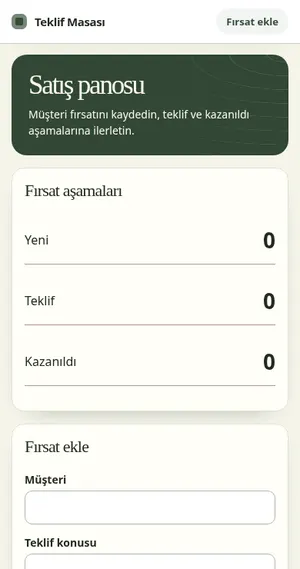 Teklif Masası
Fırsat ekle
Satış panosu
Müşteri fırsatını kaydedin, teklif ve kazanıldı
aşamalarına ilerletin.
Fırsat aşamaları
Yeni 0
Teklif 0
Kazanıldı 0
Fırsat ekle
Müşteri
Teklif konusu